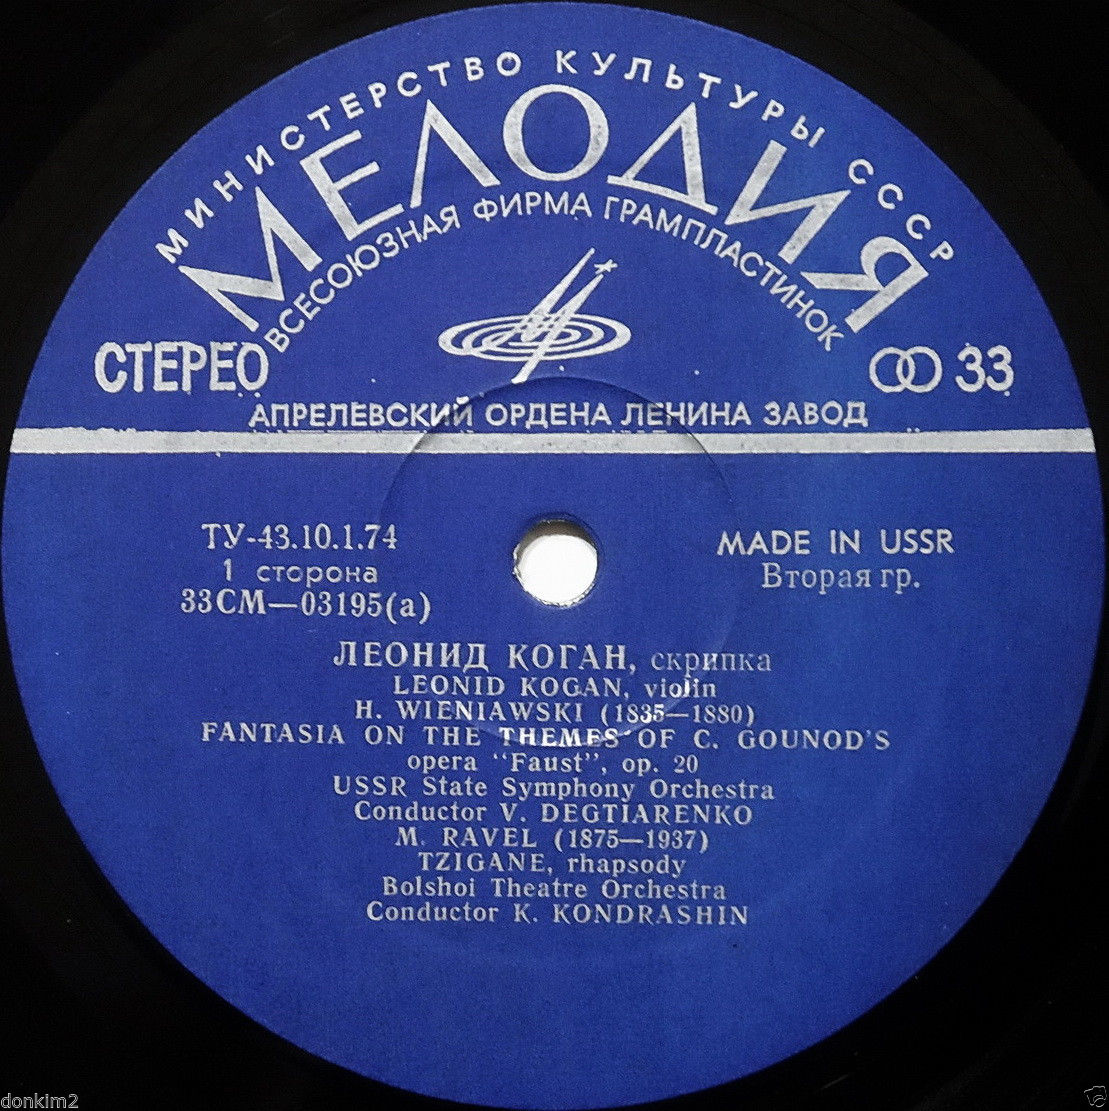 МИНИСТЕРСТВО КУЛЬТУРЫ СССР
МЕЛОДИЯ
ВСЕСОЮЗНАЯ ФИРМА ГРАМПЛАСТИНОК
СТЕРЕО
33
АПРЕЛЕВСКИЙ ОРДЕНА ЛЕНИНА ЗАВОД
ТУ-43.10.1.74
1 сторона
33СМ—03195(а)
MADE IN USSR
Вторая гр.
ЛЕОНИД КОГАН, скрипка
LEONID KOGAN, violin
H. WIENIAWSKI (1835—1880)
FANTASIA ON THE THEMES OF C. GOUNOD'S
opera "Faust", op. 20
USSR State Symphony Orchestra
Conductor V. DEGTIARENKO
M. RAVEL (1875—1937)
TZIGANE, rhapsody
Bolshoi Theatre Orchestra
Conductor K. KONDRASHIN
donkim2